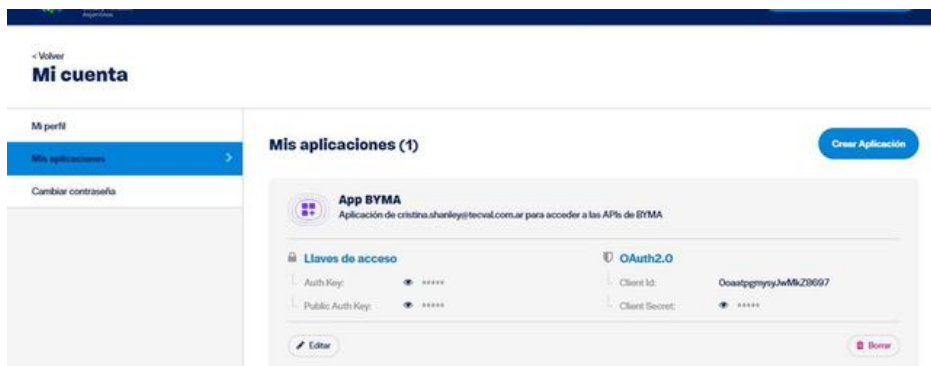 Argentinos
< Volver
Mi cuenta
Mi perfil
Mis aplicaciones
Cambiar contraseña
Mis aplicaciones (1)
Crear Aplicación
App BYMA
Aplicación de cristina.shanley@tecval.com.ar para acceder a las APIs de BYMA
Llaves de acceso
Auth Key: *****
Public Auth Key: *****
OAuth2.0
Client Id:
Client Secret: *****
Editar
Borrar